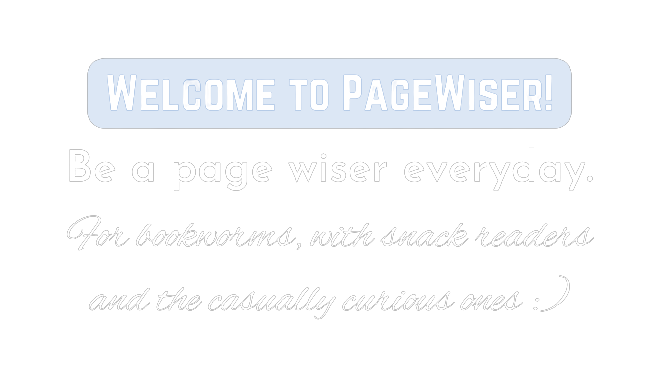 Welcome to PageWiser!
Be a page wiser everyday.
For bookworms, with snack readers
and the casually curious ones :)